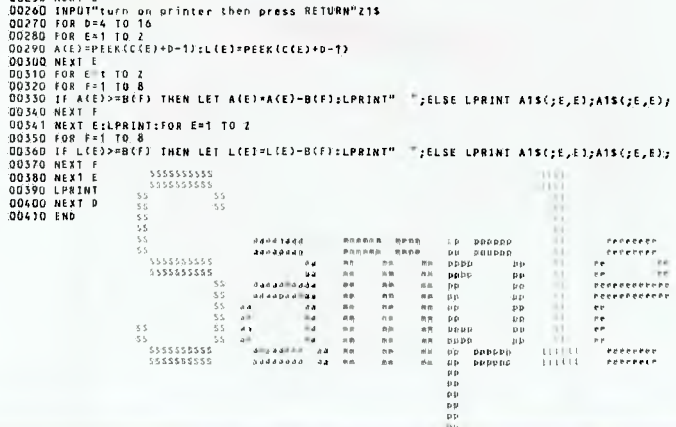 00260 INPUT"turn on printer then press RETURN"Z1$
00270 FOR D=4 TO 16
00280 FOR E=1 TO 2
00290 A(E)=PEEK(C(E)+D-1):L(E)=PEEK(C(E)+D-1)
00300 NEXT E
00310 FOR E=1 TO 2
00320 FOR F=1 TO 8
00330 IF A(E)>=B(F) THEN LET A(E)=A(E)-B(F):LPRINT"  ";ELSE LPRINT A1$(;E,E);A1$(;E,E);
00340 NEXT F
00341 NEXT E:LPRINT:FOR E=1 TO 2
00350 FOR F=1 TO 8
00360 IF L(E)>=B(F) THEN LET L(E)=L(E)-B(F):LPRINT"  ";ELSE LPRINT A1$(;E,E);A1$(;E,E);
00370 NEXT F
00380 NEXT E
00390 LPRINT
00400 NEXT D
00410 END
Sample